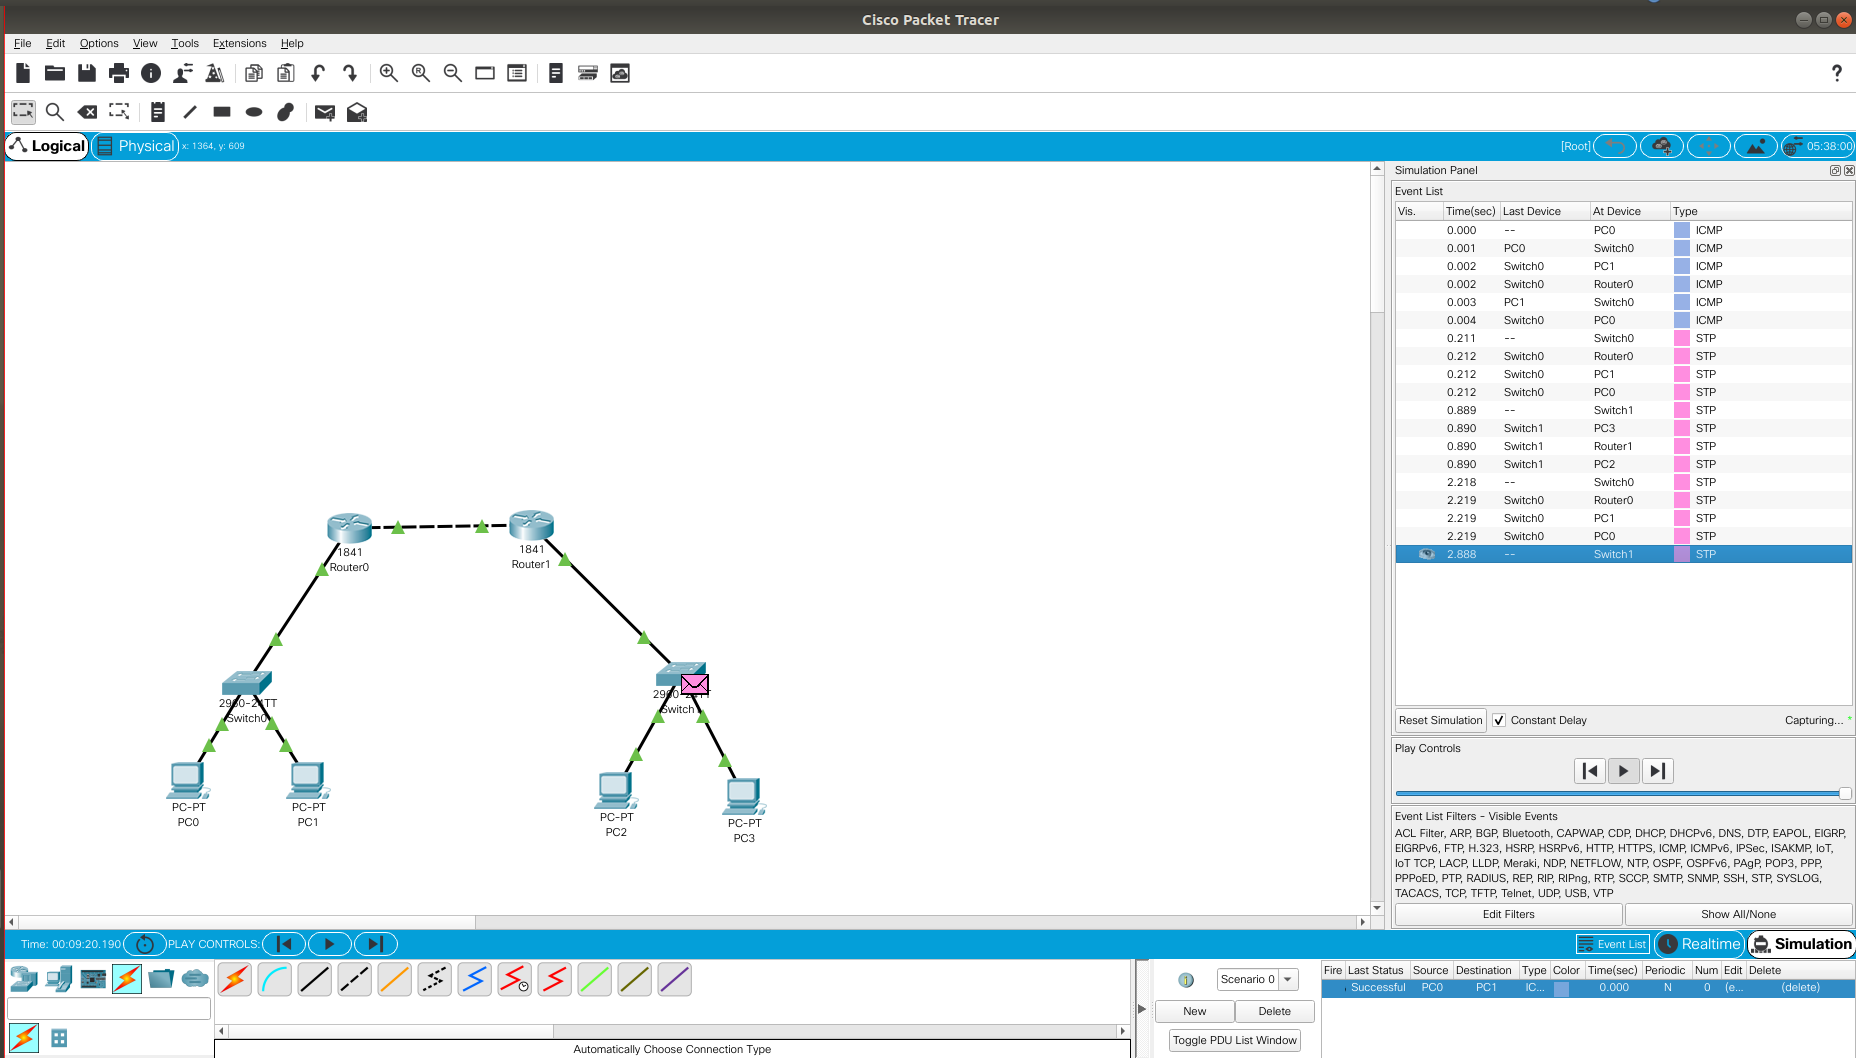 Cisco Packet Tracer
File Edit Options View Tools Extensions Help
Logical Physical x: 1364, y: 609 [Root] 05:38:00
Simulation Panel
Event List
Vis. Time(sec) Last Device At Device Type
0.000 -- PC0 ICMP
0.001 PC0 Switch0 ICMP
0.002 Switch0 PC1 ICMP
0.002 Switch0 Router0 ICMP
0.003 PC1 Switch0 ICMP
0.004 Switch0 PC0 ICMP
0.211 -- Switch0 STP
0.212 Switch0 Router0 STP
0.212 Switch0 PC1 STP
0.212 Switch0 PC0 STP
0.889 -- Switch1 STP
0.890 Switch1 PC3 STP
0.890 Switch1 Router1 STP
0.890 Switch1 PC2 STP
2.218 -- Switch0 STP
2.219 Switch0 Router0 STP
2.219 Switch0 PC1 STP
2.219 Switch0 PC0 STP
2.888 -- Switch1 STP
1841
Router0
1841
Router1
2960-24TT
Switch0
Switch
PC-PT
PC0
PC-PT
PC1
PC-PT
PC2
PC-PT
PC3
Reset Simulation Constant Delay Capturing... *
Play Controls
Event List Filters - Visible Events
ACL Filter, ARP, BGP, Bluetooth, CAPWAP, CDP, DHCP, DHCPv6, DNS, DTP, EAPOL, EIGRP,
EIGRPv6, FTP, H.323, HSRP, HSRPv6, HTTP, HTTPS, ICMP, ICMPv6, IPSec, ISAKMP, IoT,
IoT TCP, LACP, LLDP, Meraki, NDP, NETFLOW, NTP, OSPF, OSPFv6, PAgP, POP3, PPP,
PPPoED, PTP, RADIUS, REP, RIP, RIPng, RTP, SCCP, SMTP, SNMP, SSH, STP, SYSLOG,
TACACS, TCP, TFTP, Telnet, UDP, USB, VTP
Edit Filters Show All/None
Time: 00:09:20.190 PLAY CONTROLS: Event List Realtime Simulation
Scenario 0
New Delete
Toggle PDU List Window
Fire Last Status Source Destination Type Color Time(sec) Periodic Num Edit Delete
Successful PC0 PC1 IC... 0.000 N 0 (e... (delete)
Automatically Choose Connection Type